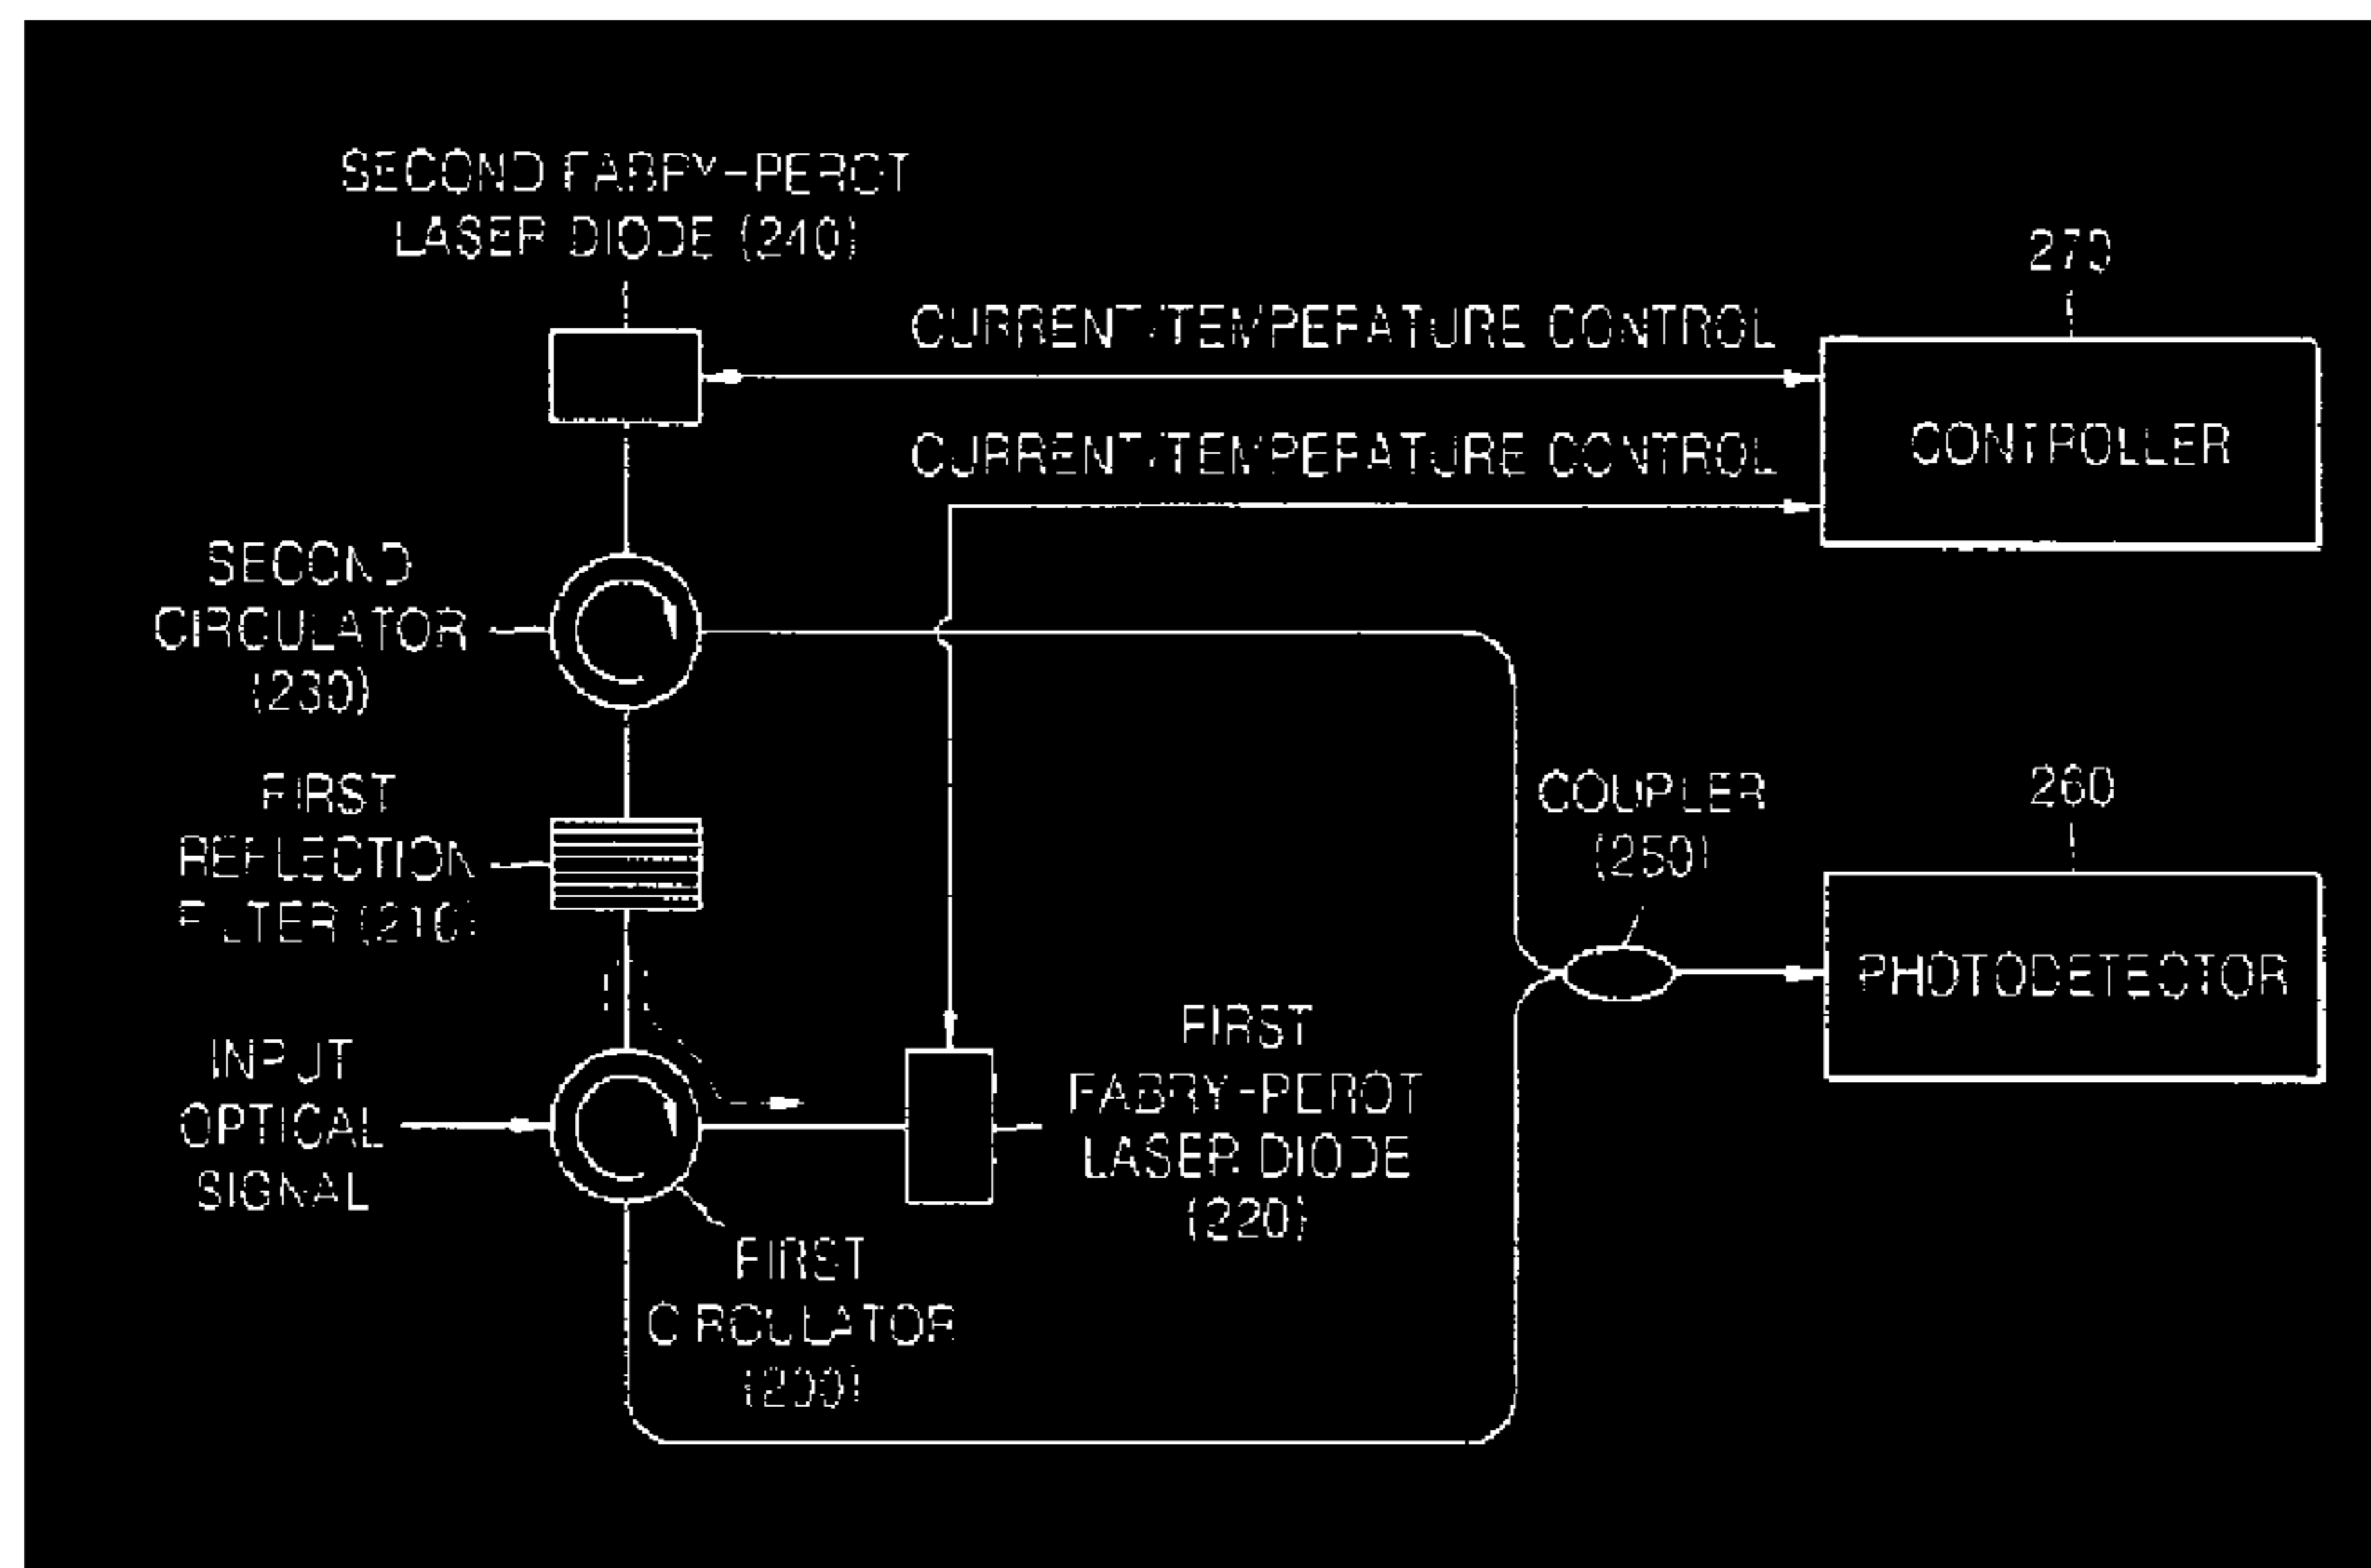 SECOND FABRY-PEROT
LASER DIODE (240)
270
CURRENT/TEMPERATURE CONTROL
CONTROLLER
CURRENT/TEMPERATURE CONTROL
SECOND
CIRCULATOR
(230)
FIRST
REFLECTION
FILTER (210)
COUPLER
(250)
260
PHOTODETECTOR
INPUT
OPTICAL
SIGNAL
FIRST
FABRY-PEROT
LASER DIODE
(220)
FIRST
CIRCULATOR
(200)